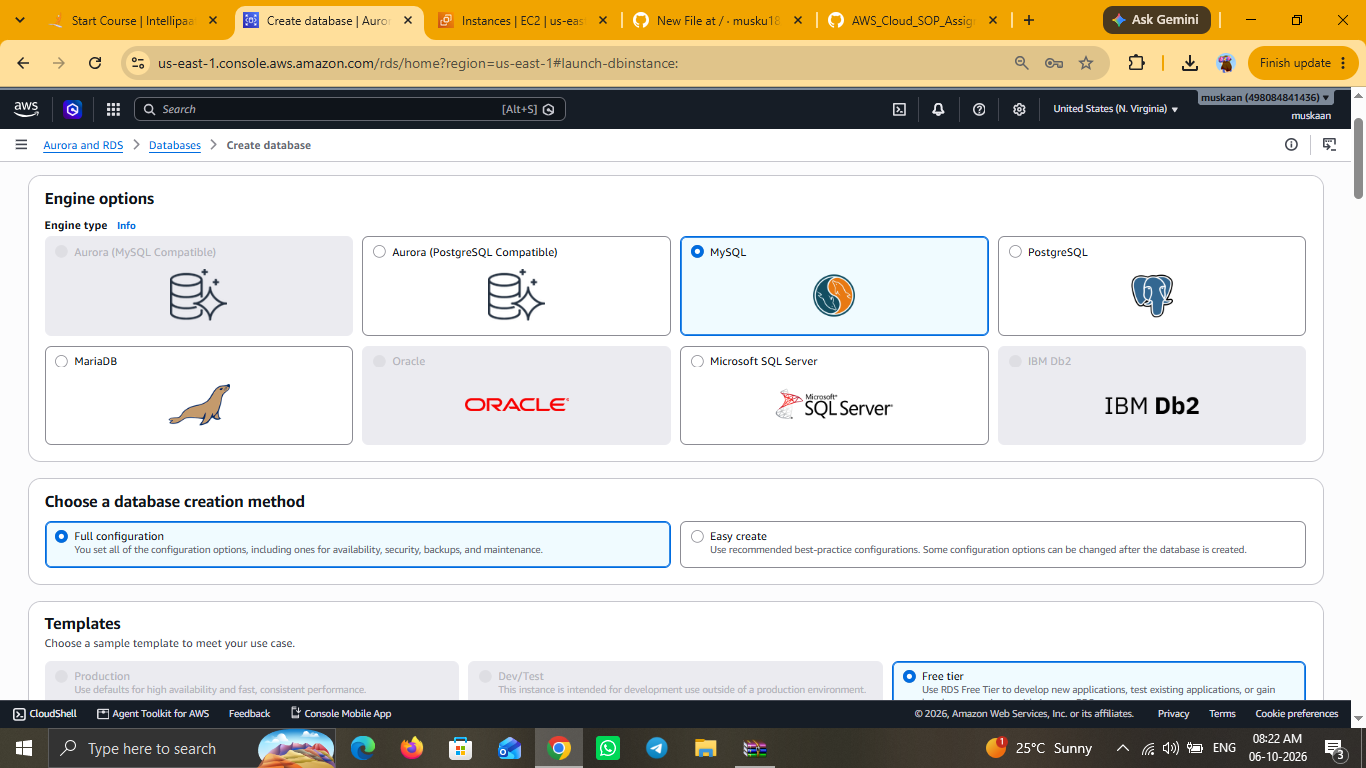 Start Course | Intellipaa
Create database | Auro
Instances | EC2 | us-eas
New File at / · musku18
AWS_Cloud_SOP_Assig
Ask Gemini
us-east-1.console.aws.amazon.com/rds/home?region=us-east-1#launch-dbinstance:
Finish update
aws
Search
[Alt+S]
United States (N. Virginia)
muskaan (498084841436)
muskaan
Aurora and RDS
Databases
Create database
Engine options
Engine type Info
Aurora (MySQL Compatible)
Aurora (PostgreSQL Compatible)
MySQL
PostgreSQL
MariaDB
Oracle
ORACLE
Microsoft SQL Server
Microsoft
SQL Server
IBM Db2
IBM Db2
Choose a database creation method
Full configuration
You set all of the configuration options, including ones for availability, security, backups, and maintenance.
Easy create
Use recommended best-practice configurations. Some configuration options can be changed after the database is created.
Templates
Choose a sample template to meet your use case.
Production
Use defaults for high availability and fast, consistent performance.
Dev/Test
This instance is intended for development use outside of a production environment.
Free tier
Use RDS Free Tier to develop new applications, test existing applications, or gain
CloudShell
Agent Toolkit for AWS
Feedback
Console Mobile App
© 2026, Amazon Web Services, Inc. or its affiliates.
Privacy
Terms
Cookie preferences
Type here to search
1
25°C Sunny
ENG
08:22 AM
06-10-2026
3